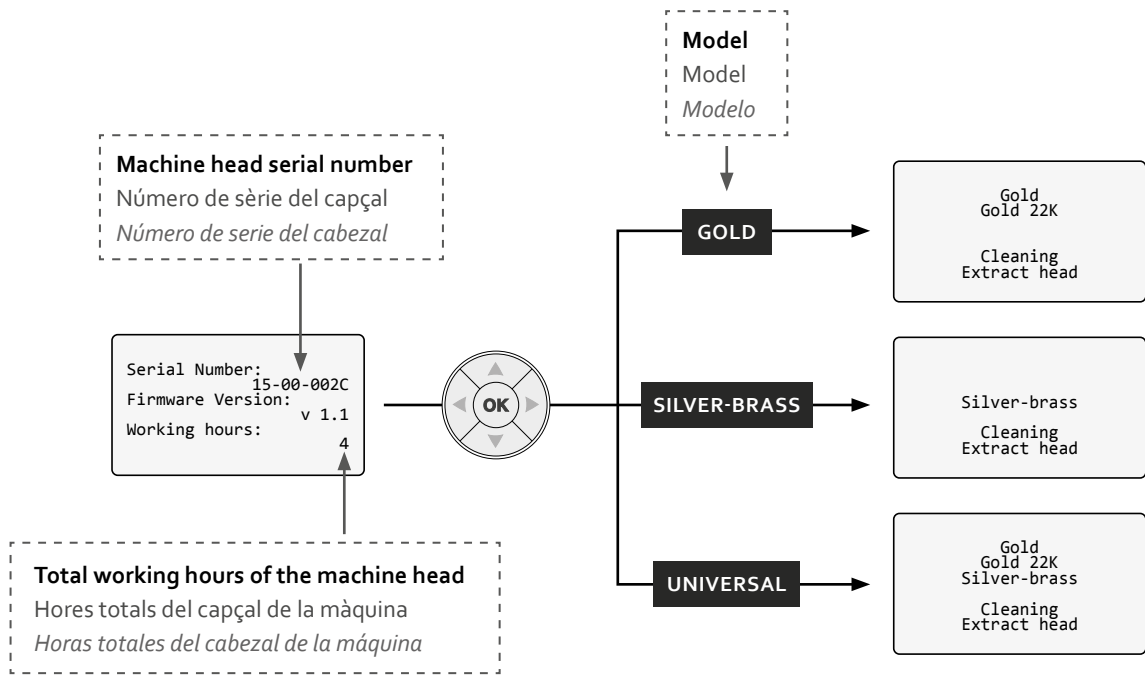 Model
Model
Modelo
Machine head serial number
Número de sèrie del capçal
Número de serie del cabezal
GOLD
Gold
Gold 22K
Cleaning
Extract head
Serial Number:
15-00-002C
Firmware Version:
v 1.1
Working hours:
4
OK
SILVER-BRASS
Silver-brass
Cleaning
Extract head
Total working hours of the machine head
Hores totals del capçal de la màquina
Horas totales del cabezal de la máquina
UNIVERSAL
Gold
Gold 22K
Silver-brass
Cleaning
Extract head